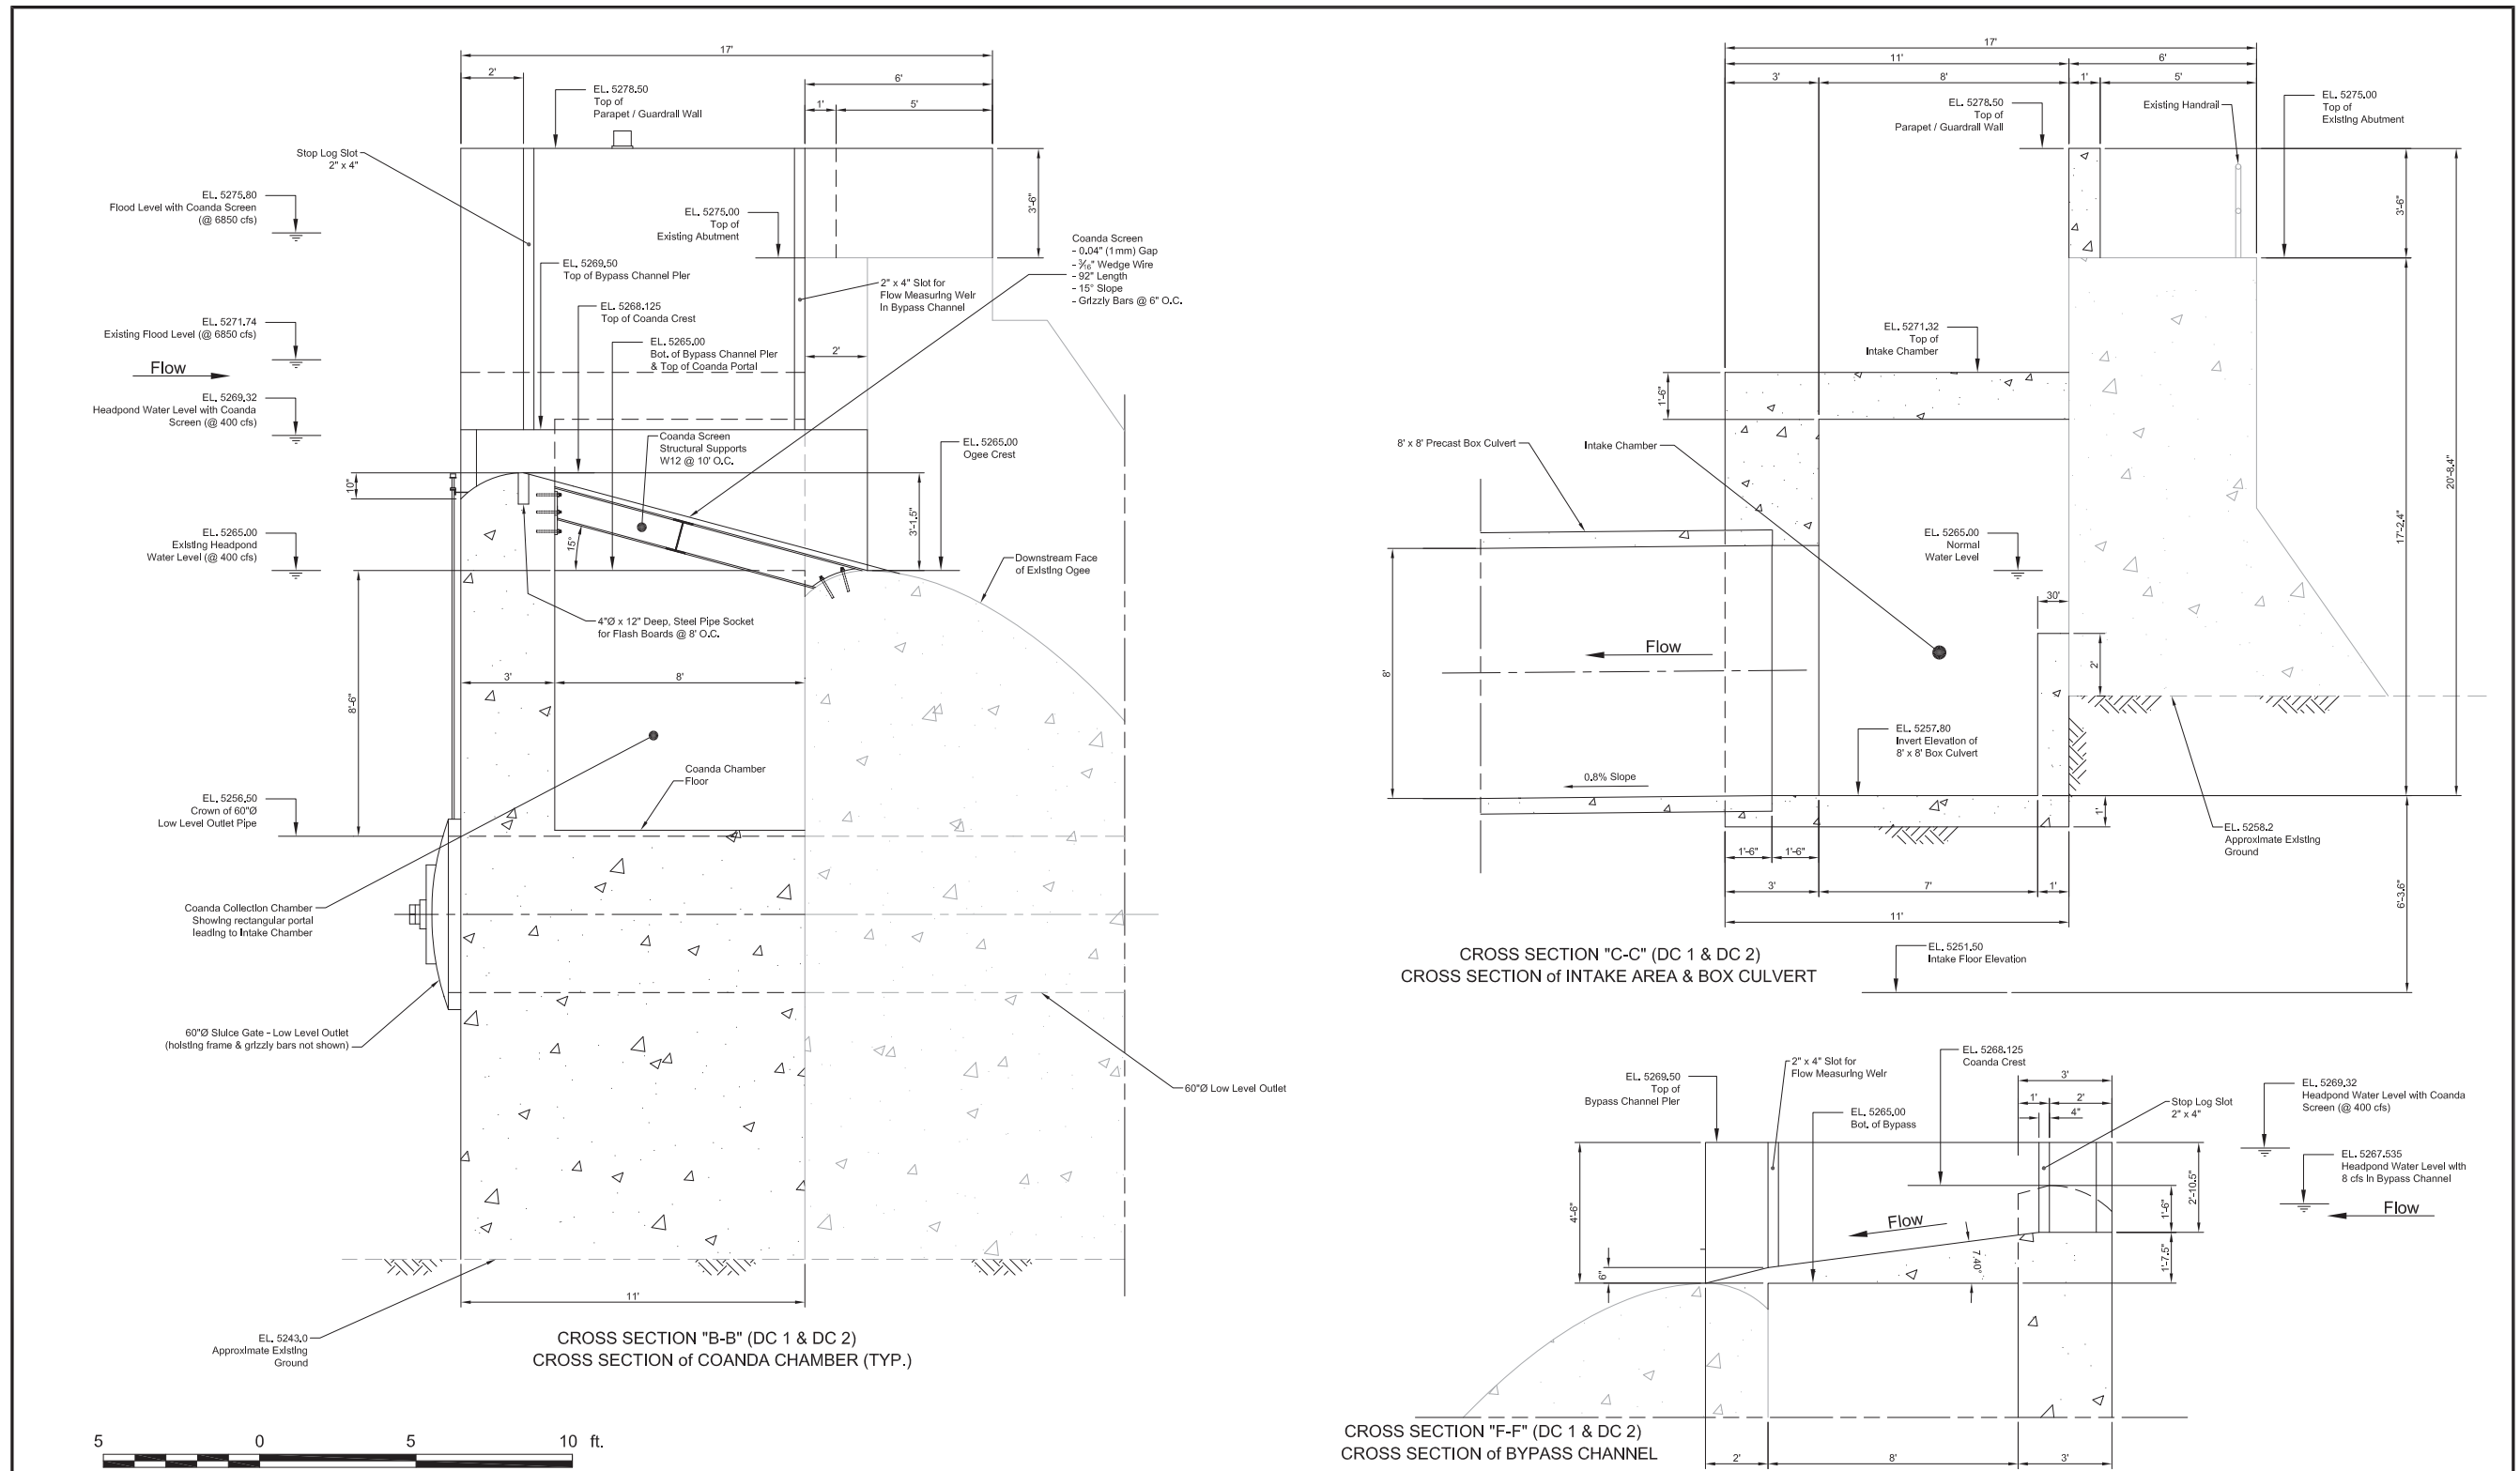 17'
2'
6'
1'
5'
EL. 5278.50
Top of
Parapet / Guardrail Wall
Stop Log Slot
2" x 4"
EL. 5275.80
Flood Level with Coanda Screen
(@ 6850 cfs)
EL. 5275.00
Top of
Existing Abutment
3'-6"
Coanda Screen
- 0.04" (1mm) Gap
- 3⁄16" Wedge Wire
- 92" Length
- 15° Slope
- Grizzly Bars @ 6" O.C.
EL. 5269.50
Top of Bypass Channel Pier
2" x 4" Slot for
Flow Measuring Weir
In Bypass Channel
EL. 5268.125
Top of Coanda Crest
EL. 5271.74
Existing Flood Level (@ 6850 cfs)
EL. 5265.00
Bot. of Bypass Channel Pier
& Top of Coanda Portal
2'
Flow
EL. 5269.32
Headpond Water Level with Coanda
Screen (@ 400 cfs)
Coanda Screen
Structural Supports
W12 @ 10' O.C.
EL. 5265.00
Ogee Crest
10"
3'-1.5"
15°
EL. 5265.00
Existing Headpond
Water Level (@ 400 cfs)
Downstream Face
of Existing Ogee
4"Ø x 12" Deep, Steel Pipe Socket
for Flash Boards @ 8' O.C.
3'
8'
8'-6"
Coanda Chamber
Floor
EL. 5256.50
Crown of 60"Ø
Low Level Outlet Pipe
Coanda Collection Chamber
Showing rectangular portal
leading to Intake Chamber
60"Ø Sluice Gate - Low Level Outlet
(hoisting frame & grizzly bars not shown)
60"Ø Low Level Outlet
11'
EL. 5243.0
Approximate Existing
Ground
CROSS SECTION "B-B" (DC 1 & DC 2)
CROSS SECTION of COANDA CHAMBER (TYP.)
5 0 5 10 ft.
17'
11'
6'
3'
8'
1'
5'
EL. 5278.50
Top of
Parapet / Guardrail Wall
Existing Handrail
EL. 5275.00
Top of
Existing Abutment
3'-6"
EL. 5271.32
Top of
Intake Chamber
1'-6"
8' x 8' Precast Box Culvert
Intake Chamber
20'-8.4"
17'-2.4"
EL. 5265.00
Normal
Water Level
30'
Flow
2'
8'
EL. 5257.80
Invert Elevation of
8' x 8' Box Culvert
0.8% Slope
1'
EL. 5258.2
Approximate Existing
Ground
1'-6"
1'-6"
3'
7'
1'
11'
6'-3.6"
EL. 5251.50
Intake Floor Elevation
CROSS SECTION "C-C" (DC 1 & DC 2)
CROSS SECTION of INTAKE AREA & BOX CULVERT
EL. 5269.50
Top of
Bypass Channel Pier
2" x 4" Slot for
Flow Measuring Weir
EL. 5268.125
Coanda Crest
EL. 5265.00
Bot. of Bypass
3'
1'
2'
4"
Stop Log Slot
2" x 4"
EL. 5269.32
Headpond Water Level with Coanda
Screen (@ 400 cfs)
EL. 5267.535
Headpond Water Level with
8 cfs In Bypass Channel
Flow
4'-6"
Flow
7.40°
6"
1'-6"
2'-10.5"
1'-7.5"
CROSS SECTION "F-F" (DC 1 & DC 2)
CROSS SECTION of BYPASS CHANNEL
2'
8'
3'